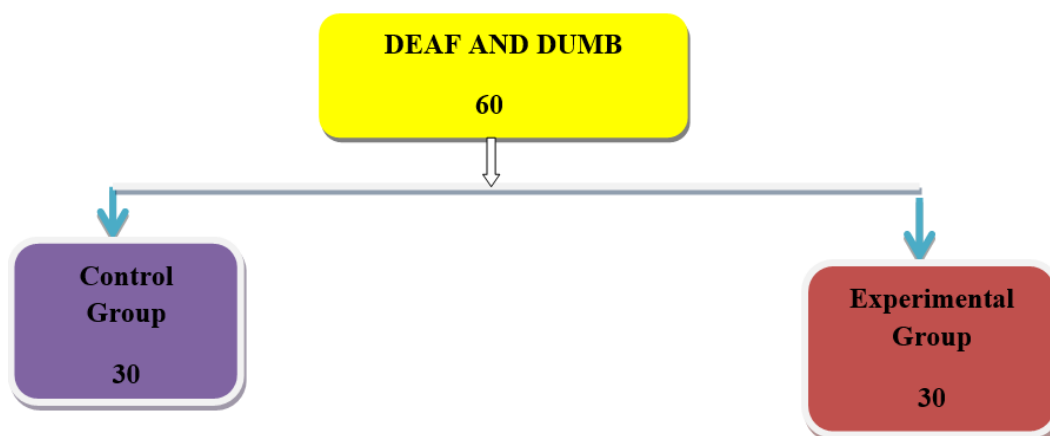 DEAF AND DUMB
60
Control
Group
30
Experimental
Group
30